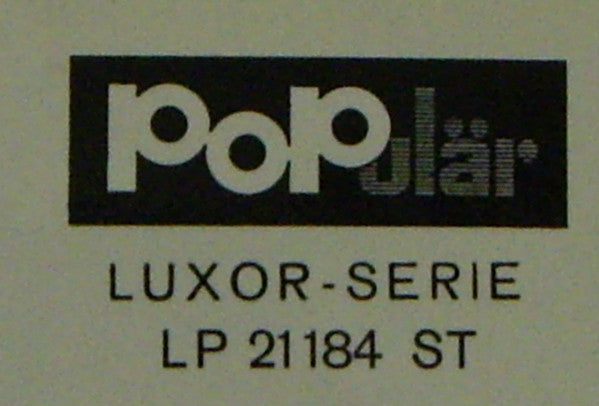 populär
LUXOR-SERIE
LP 21184 ST